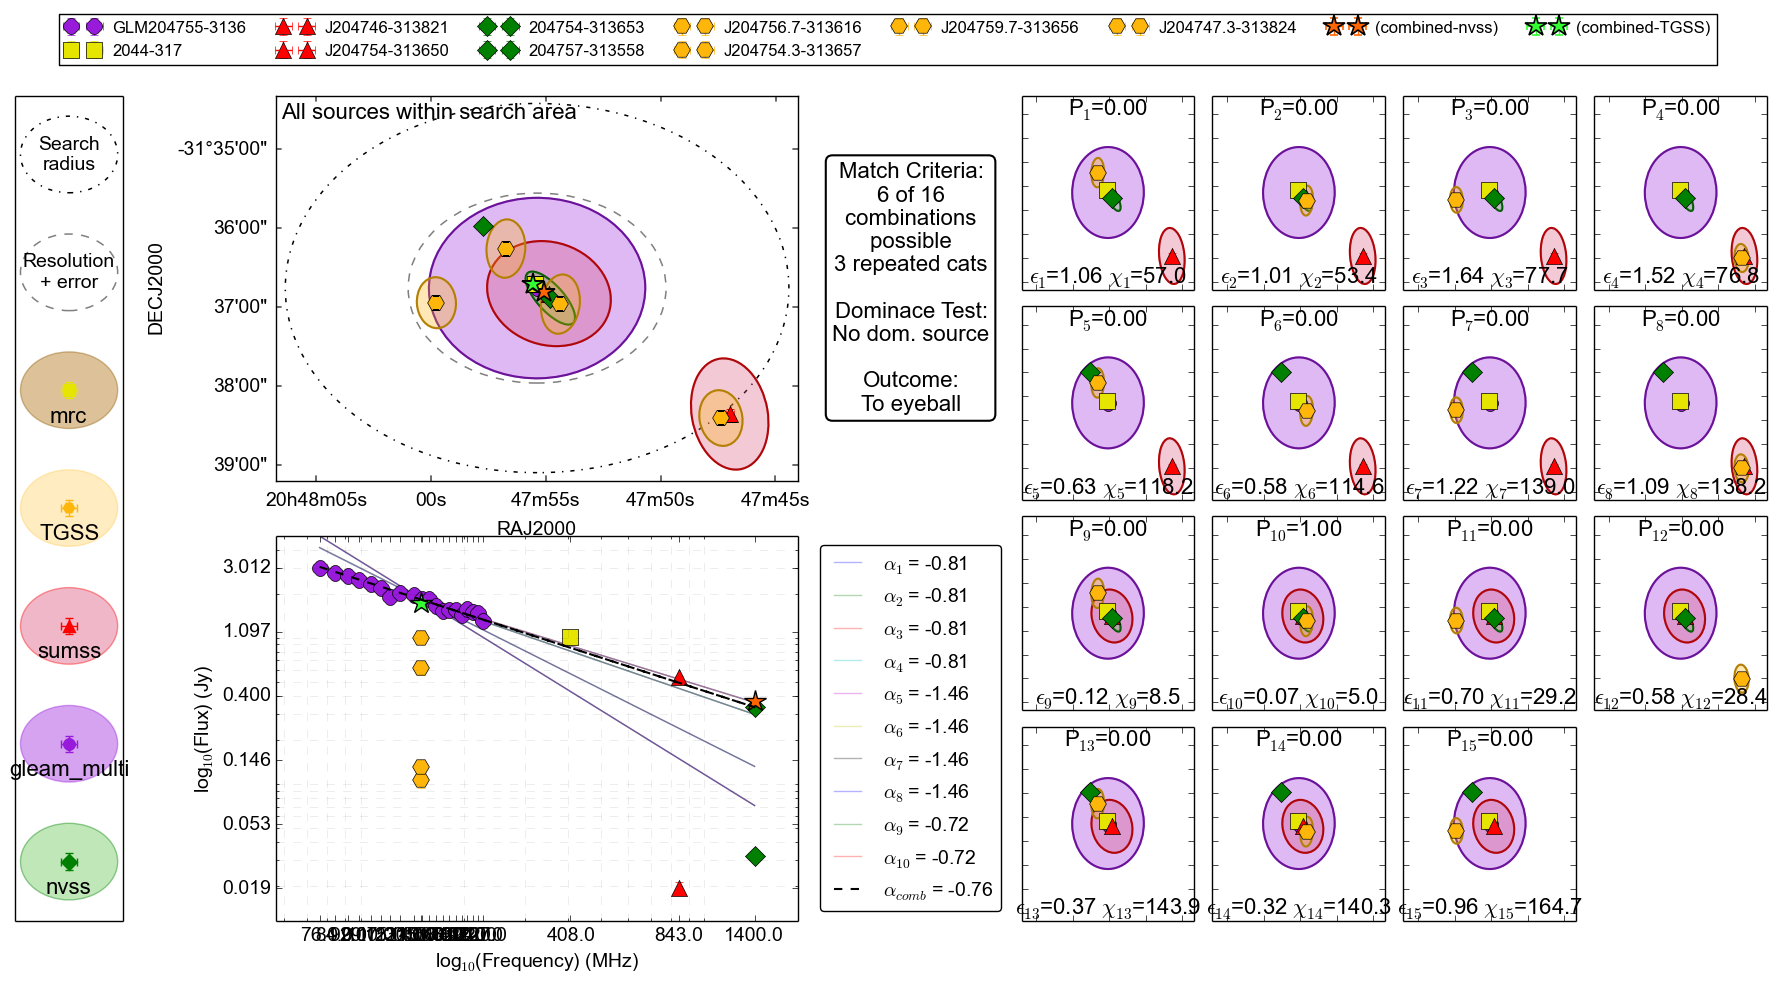 GLM204755-3136
J204746-313821
204754-313653
J204756.7-313616
J204759.7-313656
J204747.3-313824
(combined-nvss)
(combined-TGSS)
2044-317
J204754-313650
204757-313558
J204754.3-313657
Search
radius
Resolution
+ error
mrc
TGSS
sumss
gleam_multi
nvss
All sources within search area
DECJ2000
-31°35'00"
36'00"
37'00"
38'00"
39'00"
20h48m05s
00s
47m55s
47m50s
47m45s
RAJ2000
Match Criteria:
6 of 16
combinations
possible
3 repeated cats
Dominace Test:
No dom. source
Outcome:
To eyeball
log10(Flux) (Jy)
3.012
1.097
0.400
0.146
0.053
0.019
408.0
843.0
1400.0
log10(Frequency) (MHz)
α1 = -0.81
α2 = -0.81
α3 = -0.81
α4 = -0.81
α5 = -1.46
α6 = -1.46
α7 = -1.46
α8 = -1.46
α9 = -0.72
α10 = -0.72
αcomb = -0.76
P1=0.00
ϵ1=1.06 χ1=57.0
P2=0.00
ϵ2=1.01 χ2=53.4
P3=0.00
ϵ3=1.64 χ3=77.7
P4=0.00
ϵ4=1.52 χ4=76.8
P5=0.00
ϵ5=0.63 χ5=118.2
P6=0.00
ϵ6=0.58 χ6=114.6
P7=0.00
ϵ7=1.22 χ7=139.0
P8=0.00
ϵ8=1.09 χ8=138.2
P9=0.00
ϵ9=0.12 χ9=8.5
P10=1.00
ϵ10=0.07 χ10=5.0
P11=0.00
ϵ11=0.70 χ11=29.2
P12=0.00
ϵ12=0.58 χ12=28.4
P13=0.00
ϵ13=0.37 χ13=143.9
P14=0.00
ϵ14=0.32 χ14=140.3
P15=0.00
ϵ15=0.96 χ15=164.7